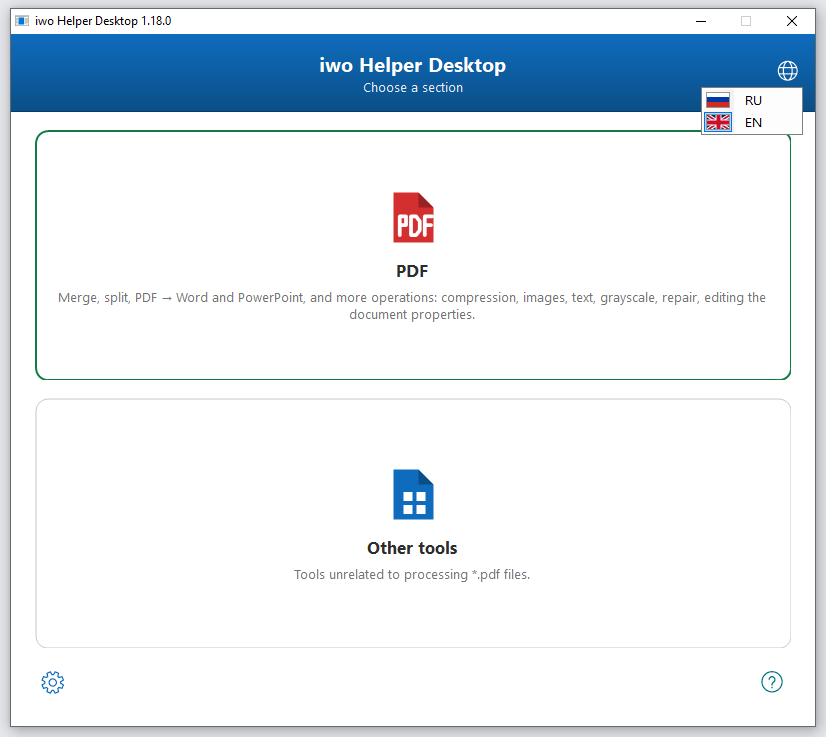 iwo Helper Desktop 1.18.0
iwo Helper Desktop
Choose a section
RU
EN
PDF
PDF
Merge, split, PDF → Word and PowerPoint, and more operations: compression, images, text, grayscale, repair, editing the
document properties.
Other tools
Tools unrelated to processing *.pdf files.
?